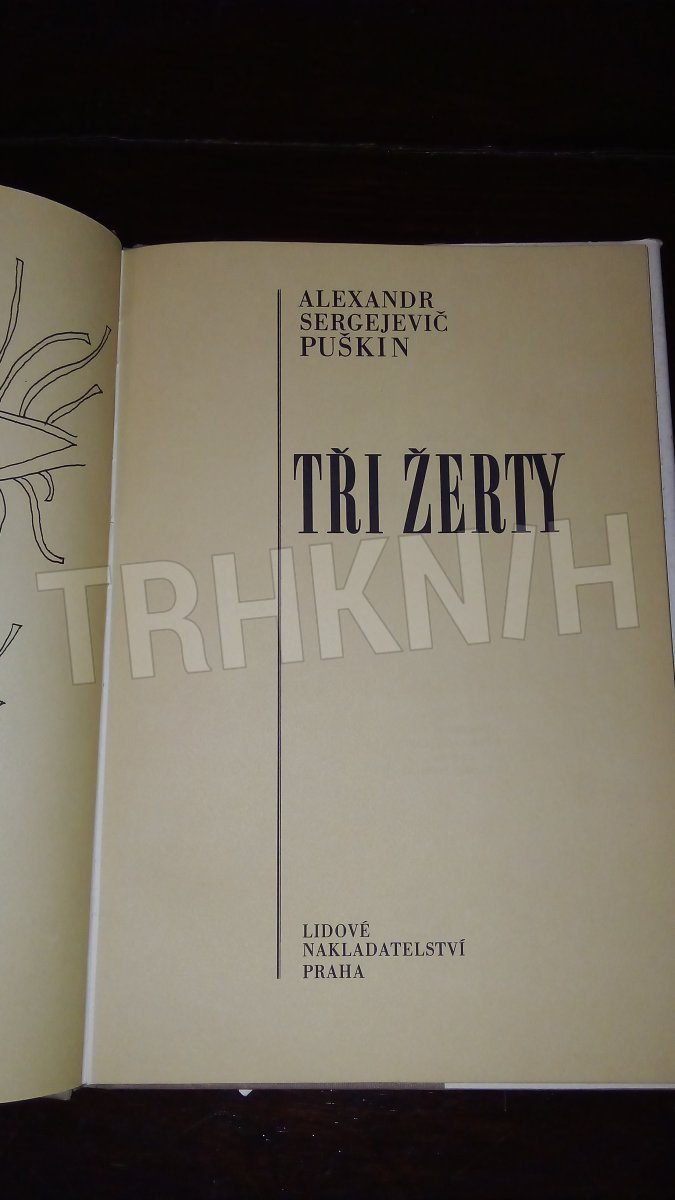 ALEXANDR
SERGEJEVIČ
PUŠKIN
TŘI ŽERTY
TRHKNIH
LIDOVÉ
NAKLADATELSTVÍ
PRAHA